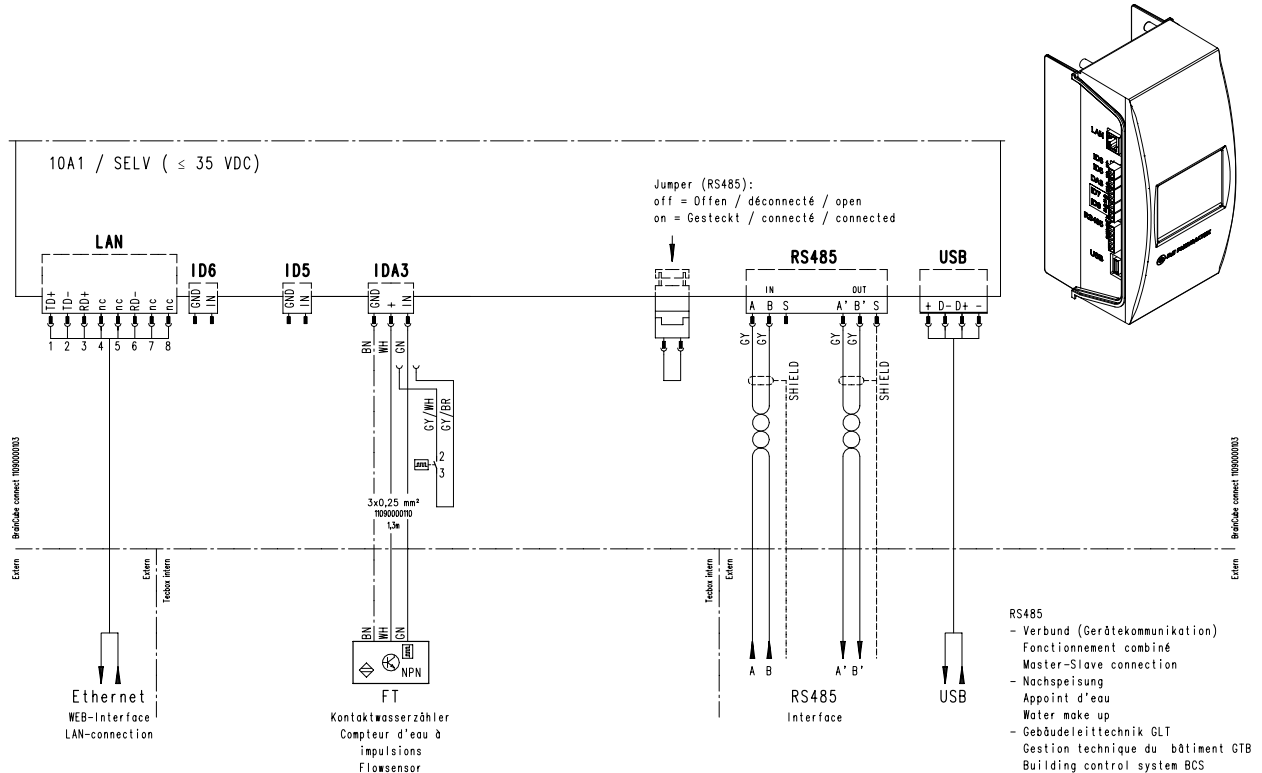 10A1 / SELV ( ≤ 35 VDC)
Jumper (RS485):
off = Offen / déconnecté / open
on = Gesteckt / connecté / connected
LAN
ID6
ID5
IDA3
RS485
USB
IN
OUT
TD+
TD-
RD+
nc
nc
RD-
nc
nc
GND
IN
GND
IN
GND
+
IN
A
B
S
A'
B'
S
+ D- D+ -
1 2 3 4 5 6 7 8
BN
WH
GN
GY
GY
GY
GY
SHIELD
SHIELD
GY/WH
GY/BR
2
3
3x0,25 mm²
11090000110
1,3m
BrainCube connect 11090000103
BrainCube connect 11090000103
Extern
Extern
Tecbox intern
Tecbox intern
Extern
Extern
BN
WH
GN
NPN
A B A' B'
Ethernet
WEB-Interface
LAN-connection
FT
Kontaktwasserzähler
Compteur d'eau à
impulsions
Flowsensor
RS485
Interface
USB
RS485
- Verbund (Gerätekommunikation)
Fonctionnement combiné
Master-Slave connection
- Nachspeisung
Appoint d'eau
Water make up
- Gebäudeleittechnik GLT
Gestion technique du bâtiment GTB
Building control system BCS
LAN
ID6
ID5
ID7
RS485
USB